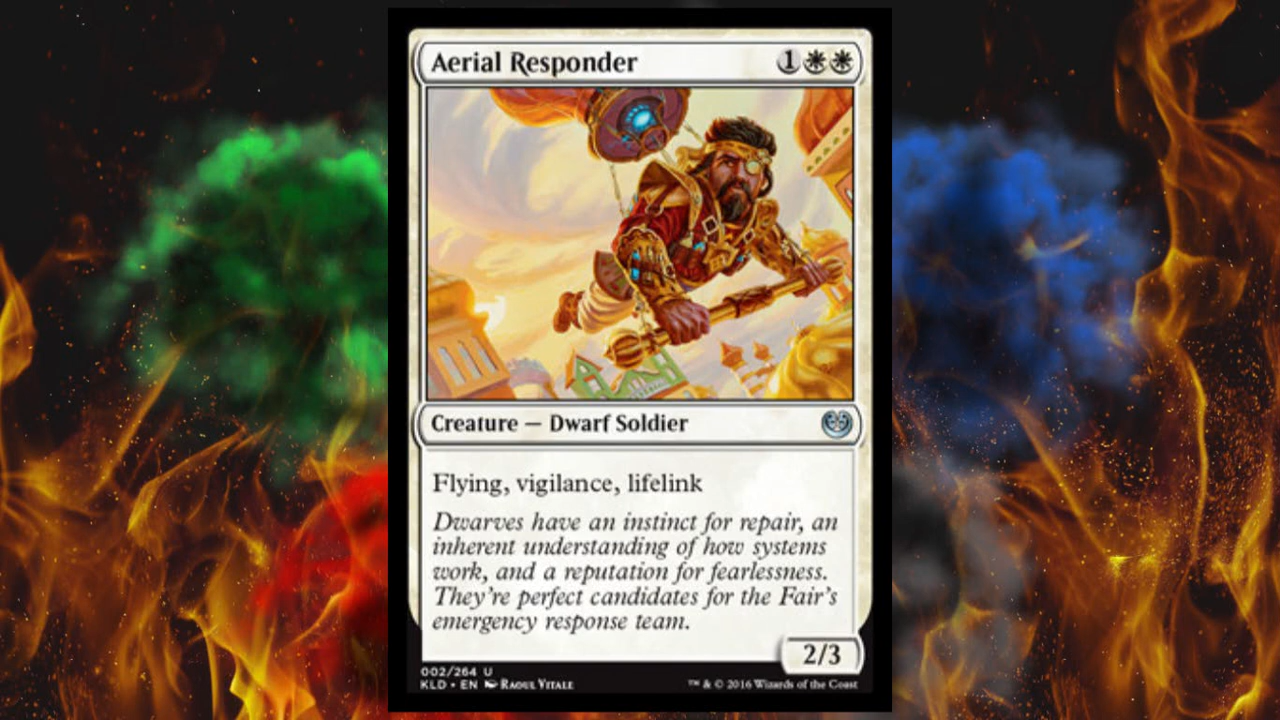 Aerial Responder 1
Creature — Dwarf Soldier
Flying, vigilance, lifelink
Dwarves have an instinct for repair, an
inherent understanding of how systems
work, and a reputation for fearlessness.
They're perfect candidates for the Fair's
emergency response team.
2/3
002/264 U
KLD • EN Raoul Vitale
™ & © 2016 Wizards of the Coast